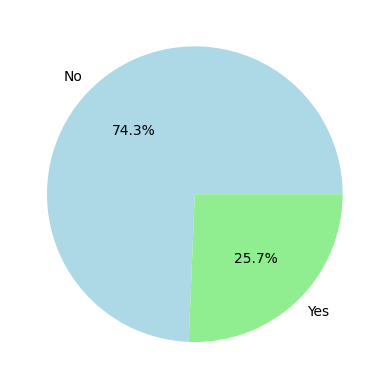 No
74.3%
25.7%
Yes